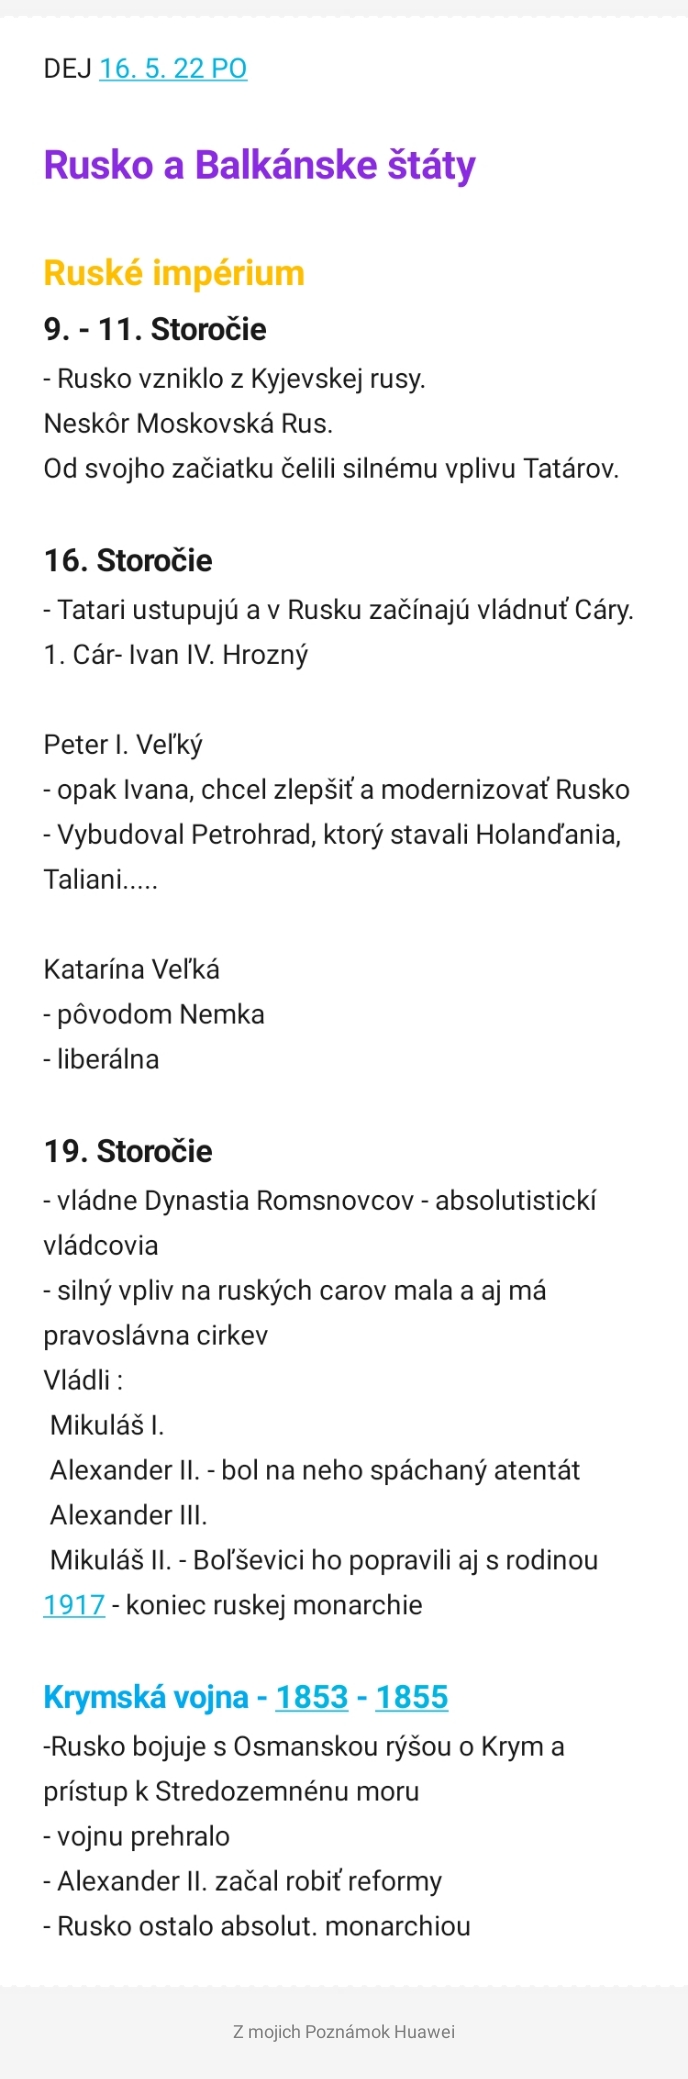 DEJ 16. 5. 22 PO
Rusko a Balkánske štáty
Ruské impérium
9. - 11. Storočie
- Rusko vzniklo z Kyjevskej rusy.
Neskôr Moskovská Rus.
Od svojho začiatku čelili silnému vplivu Tatárov.
16. Storočie
- Tatari ustupujú a v Rusku začínajú vládnuť Cáry.
1. Cár- Ivan IV. Hrozný
Peter I. Veľký
- opak Ivana, chcel zlepšiť a modernizovať Rusko
- Vybudoval Petrohrad, ktorý stavali Holanďania,
Taliani.....
Katarína Veľká
- pôvodom Nemka
- liberálna
19. Storočie
- vládne Dynastia Romsnovcov - absolutistickí
vládcovia
- silný vpliv na ruských carov mala a aj má
pravoslávna cirkev
Vládli :
Mikuláš I.
Alexander II. - bol na neho spáchaný atentát
Alexander III.
Mikuláš II. - Boľševici ho popravili aj s rodinou
1917 - koniec ruskej monarchie
Krymská vojna - 1853 - 1855
-Rusko bojuje s Osmanskou rýšou o Krym a
prístup k Stredozemnénu moru
- vojnu prehralo
- Alexander II. začal robiť reformy
- Rusko ostalo absolut. monarchiou
Z mojich Poznámok Huawei